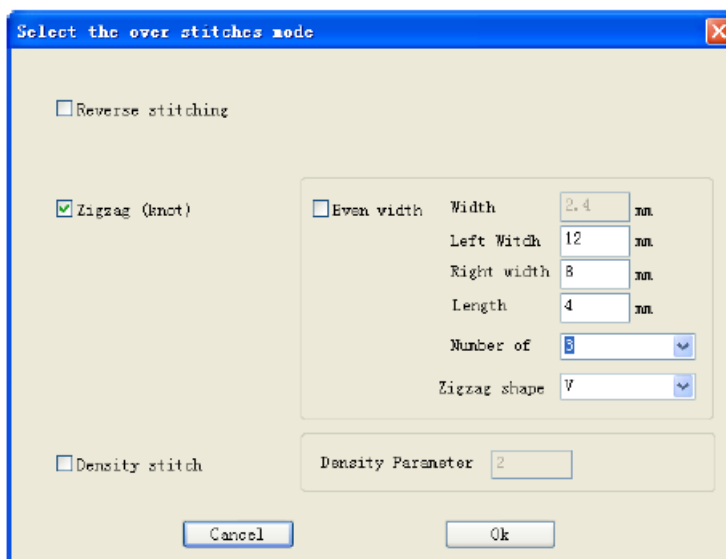 Select the over stitches mode
Reverse stitching
Zigzag (knot)
Even width
Width 2.4 mm
Left Witdh 12 mm
Right width 8 mm
Length 4 mm
Number of 3
Zigzag shape V
Density stitch
Density Parameter 2
Cancel
Ok